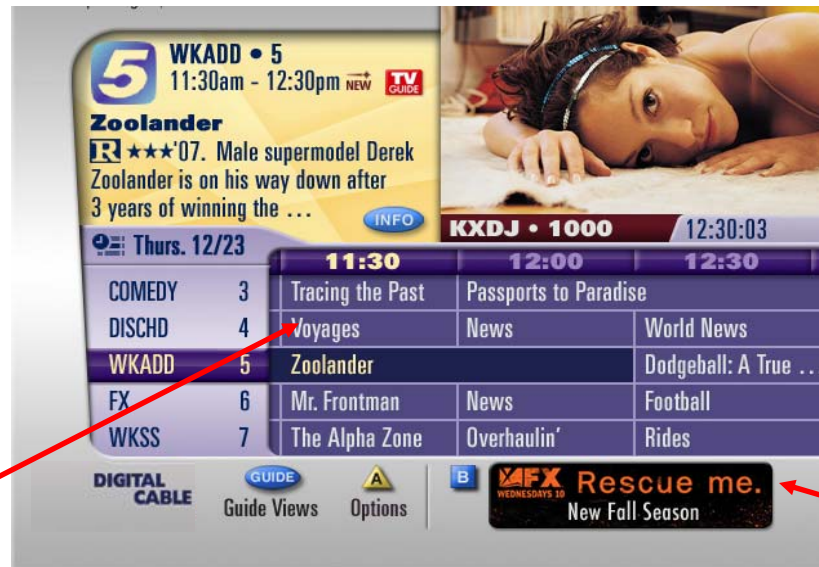 5 WKADD • 5
11:30am - 12:30pm NEW TV GUIDE
Zoolander
R ★★★'07. Male supermodel Derek
Zoolander is on his way down after
3 years of winning the ...
INFO
KXDJ • 1000 12:30:03
Thurs. 12/23
11:30 12:00 12:30
COMEDY 3 Tracing the Past Passports to Paradise
DISCHD 4 Voyages News World News
WKADD 5 Zoolander Dodgeball: A True ...
FX 6 Mr. Frontman News Football
WKSS 7 The Alpha Zone Overhaulin' Rides
DIGITAL CABLE
GUIDE
Guide Views
A
Options
B
FX Rescue me.
WEDNESDAYS 10
New Fall Season